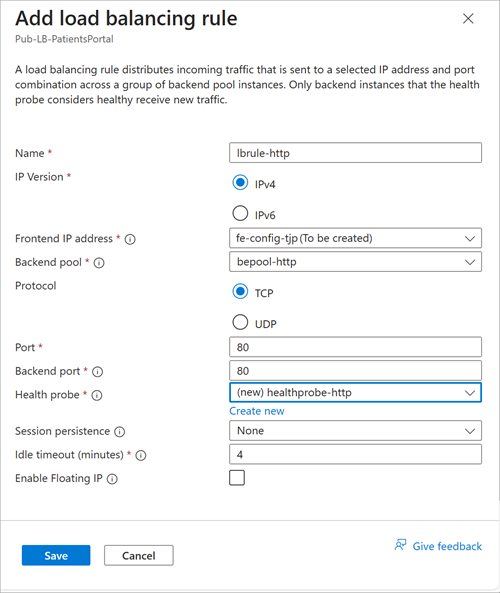 Add load balancing rule
Pub-LB-PatientsPortal
A load balancing rule distributes incoming traffic that is sent to a selected IP address and port
combination across a group of backend pool instances. Only backend instances that the health
probe considers healthy receive new traffic.
Name * lbrule-http
IP Version * IPv4
IPv6
Frontend IP address * fe-config-tjp (To be created)
Backend pool * bepool-http
Protocol TCP
UDP
Port * 80
Backend port * 80
Health probe * (new) healthprobe-http
Create new
Session persistence None
Idle timeout (minutes) * 4
Enable Floating IP
Save Cancel Give feedback